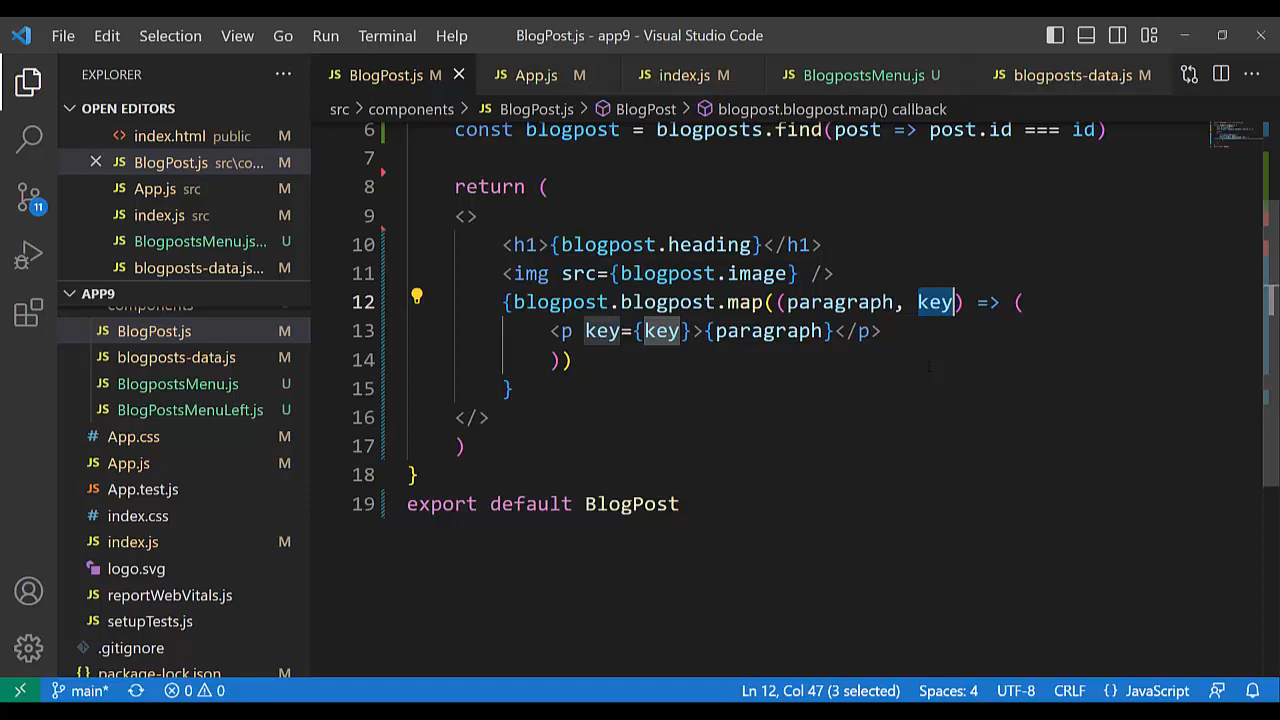 File Edit Selection View Go Run Terminal Help BlogPost.js - app9 - Visual Studio Code
EXPLORER
OPEN EDITORS
index.html public M
BlogPost.js src\co... M
App.js src M
index.js src M
BlogpostsMenu.js... U
blogposts-data.js... M
APP9
components
BlogPost.js M
blogposts-data.js M
BlogpostsMenu.js U
BlogPostsMenuLeft.js U
App.css M
App.js M
App.test.js
index.css
index.js M
logo.svg
reportWebVitals.js
setupTests.js
.gitignore
package-lock.json
11
BlogPost.js M App.js M index.js M BlogpostsMenu.js U blogposts-data.js M
src > components > BlogPost.js > BlogPost > blogpost.blogpost.map() callback
6 const blogpost = blogposts.find(post => post.id === id)
7
8 return (
9 <>
10 <h1>{blogpost.heading}</h1>
11 <img src={blogpost.image} />
12 {blogpost.blogpost.map((paragraph, key) => (
13 <p key={key}>{paragraph}</p>
14 ))
15 }
16 </>
17 )
18 }
19 export default BlogPost
main* 0 0 Ln 12, Col 47 (3 selected) Spaces: 4 UTF-8 CRLF {} JavaScript